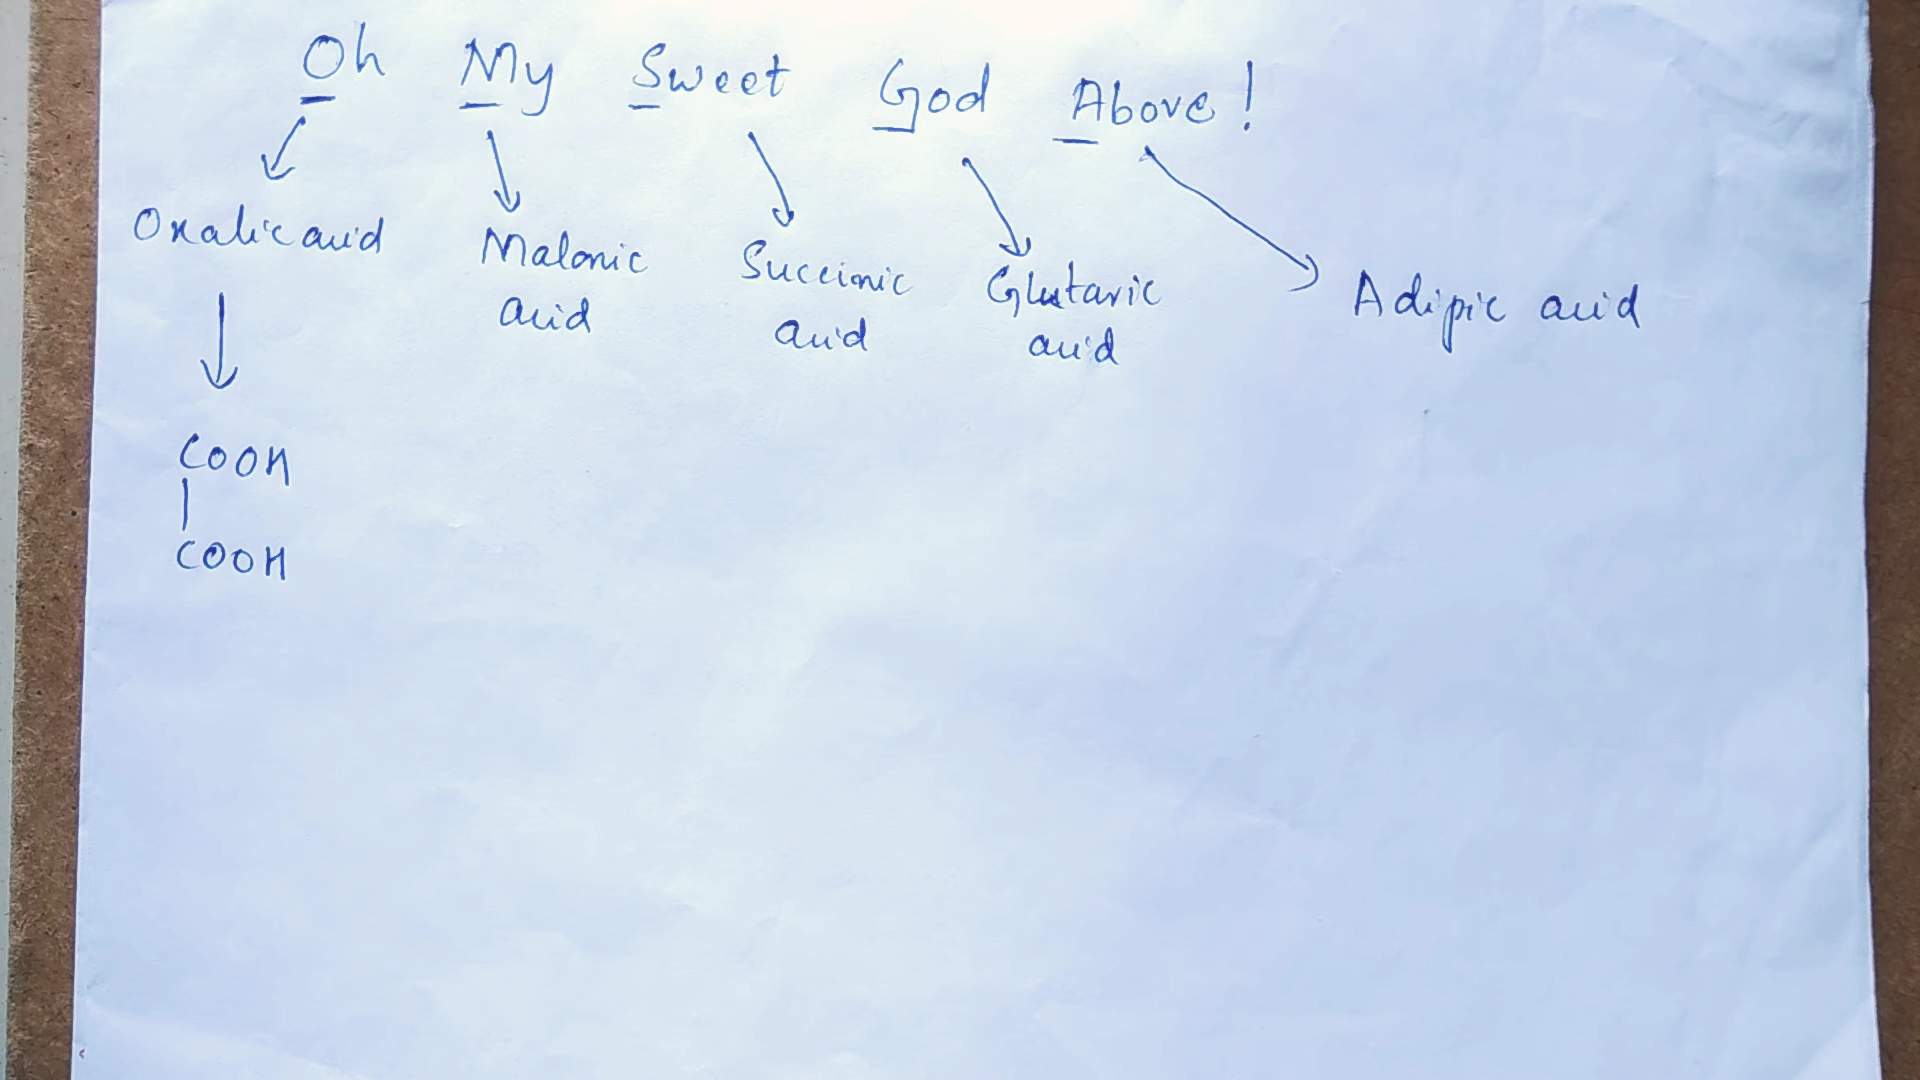 Oh My Sweet God Above!
Oxalic acid
Malonic
acid
Succinic
acid
Glutaric
acid
Adipic acid
COOH
COOH